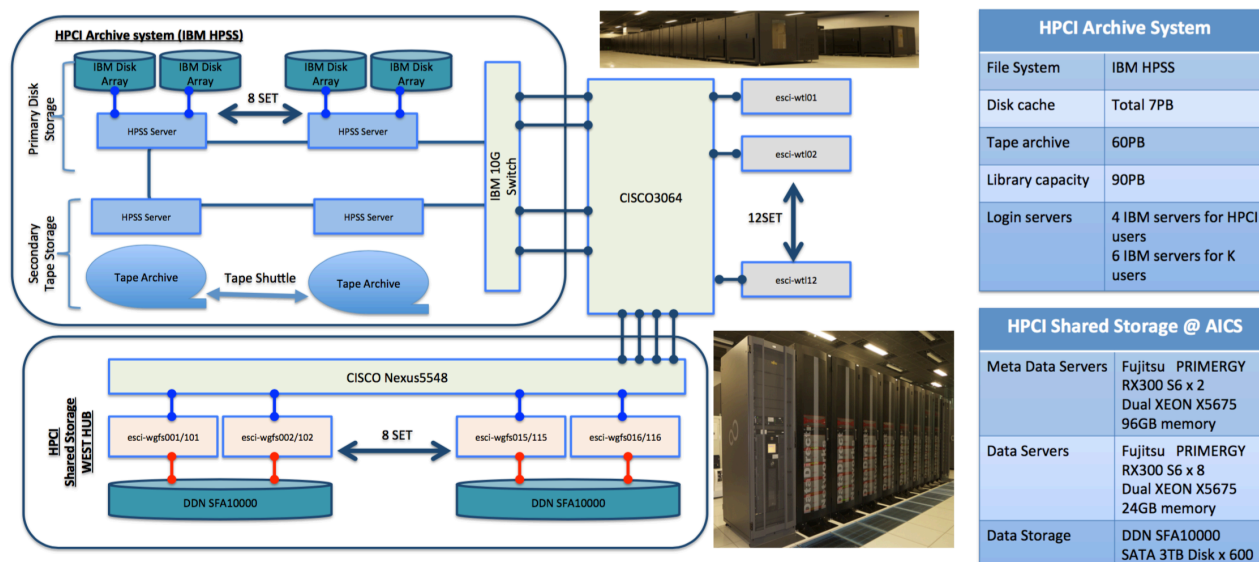 HPCI Archive system (IBM HPSS)
Primary Disk
Storage
IBM Disk
Array
IBM Disk
Array
IBM Disk
Array
IBM Disk
Array
8 SET
HPSS Server
HPSS Server
Secondary
Tape Storage
HPSS Server
HPSS Server
Tape Archive
Tape Shuttle
Tape Archive
IBM 10G
Switch
CISCO3064
esci-wtl01
esci-wtl02
12SET
esci-wtl12
HPCI
Shared Storage
WEST HUB
CISCO Nexus5548
esci-wgfs001/101
esci-wgfs002/102
8 SET
esci-wgfs015/115
esci-wgfs016/116
DDN SFA10000
DDN SFA10000
HPCI Archive System
File System IBM HPSS
Disk cache Total 7PB
Tape archive 60PB
Library capacity 90PB
Login servers 4 IBM servers for HPCI
users
6 IBM servers for K
users
HPCI Shared Storage @ AICS
Meta Data Servers Fujitsu PRIMERGY
RX300 S6 x 2
Dual XEON X5675
96GB memory
Data Servers Fujitsu PRIMERGY
RX300 S6 x 8
Dual XEON X5675
24GB memory
Data Storage DDN SFA10000
SATA 3TB Disk x 600